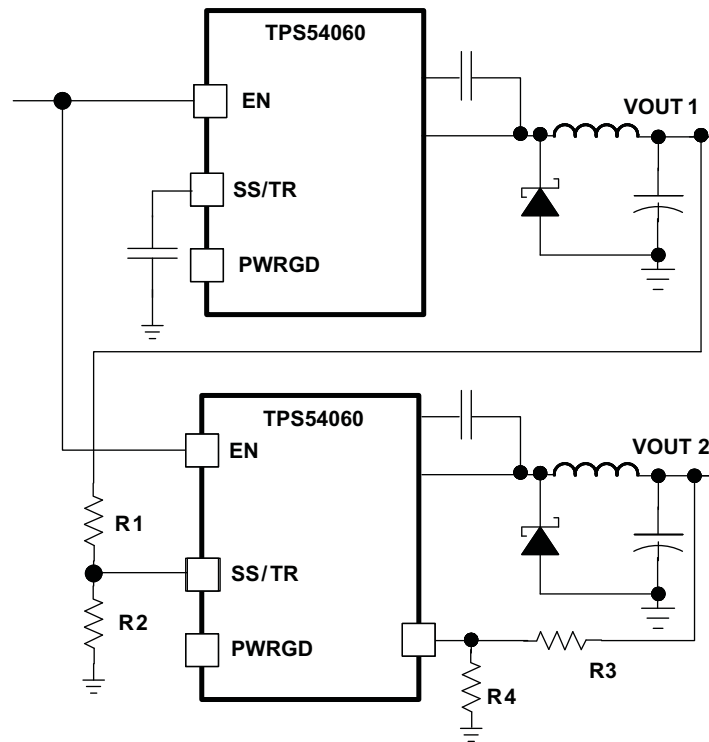 TPS54060
EN
VOUT 1
SS/TR
PWRGD
TPS54060
EN
VOUT 2
R1
SS/TR
R2
PWRGD
R3
R4